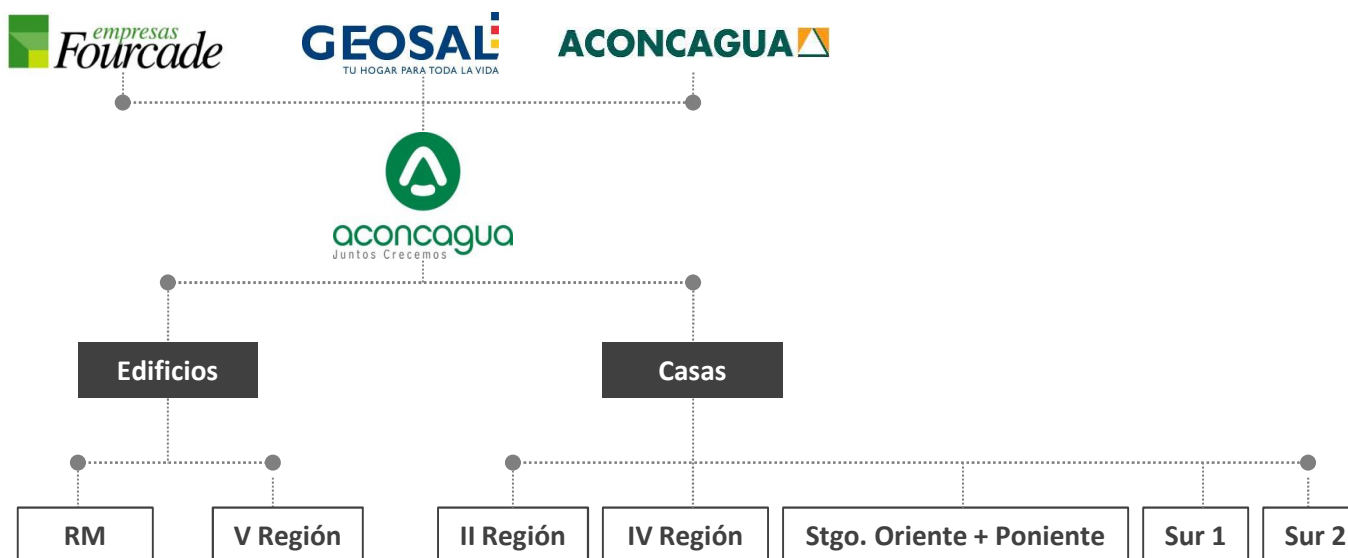 empresas
Fourcade
GEOSAL
TU HOGAR PARA TODA LA VIDA
ACONCAGUA
aconcagua
Juntos Crecemos
Edificios
Casas
RM
V Región
II Región
IV Región
Stgo. Oriente + Poniente
Sur 1
Sur 2